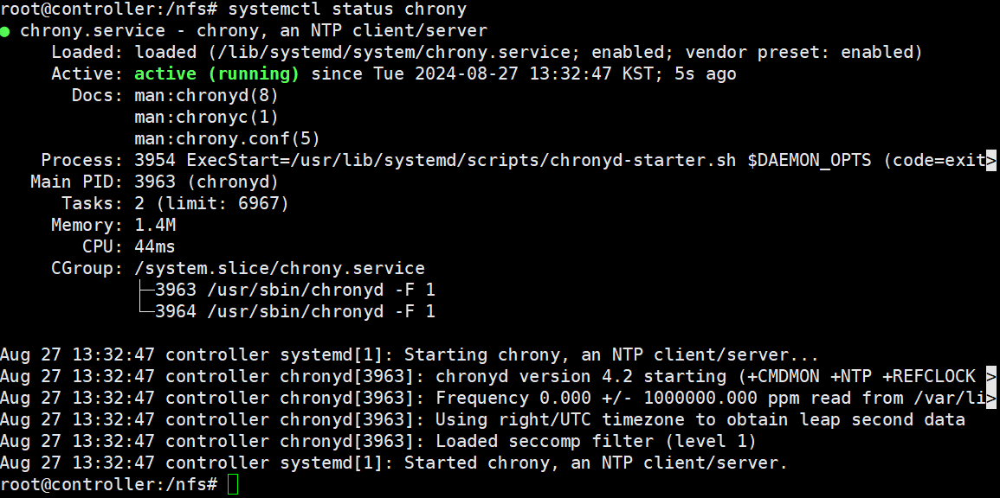 root@controller:/nfs# systemctl status chrony
● chrony.service - chrony, an NTP client/server
     Loaded: loaded (/lib/systemd/system/chrony.service; enabled; vendor preset: enabled)
     Active: active (running) since Tue 2024-08-27 13:32:47 KST; 5s ago
       Docs: man:chronyd(8)
             man:chronyc(1)
             man:chrony.conf(5)
    Process: 3954 ExecStart=/usr/lib/systemd/scripts/chronyd-starter.sh $DAEMON_OPTS (code=exit>
   Main PID: 3963 (chronyd)
      Tasks: 2 (limit: 6967)
     Memory: 1.4M
        CPU: 44ms
     CGroup: /system.slice/chrony.service
             ├─3963 /usr/sbin/chronyd -F 1
             └─3964 /usr/sbin/chronyd -F 1

Aug 27 13:32:47 controller systemd[1]: Starting chrony, an NTP client/server...
Aug 27 13:32:47 controller chronyd[3963]: chronyd version 4.2 starting (+CMDMON +NTP +REFCLOCK >
Aug 27 13:32:47 controller chronyd[3963]: Frequency 0.000 +/- 1000000.000 ppm read from /var/li>
Aug 27 13:32:47 controller chronyd[3963]: Using right/UTC timezone to obtain leap second data
Aug 27 13:32:47 controller chronyd[3963]: Loaded seccomp filter (level 1)
Aug 27 13:32:47 controller systemd[1]: Started chrony, an NTP client/server.
root@controller:/nfs#